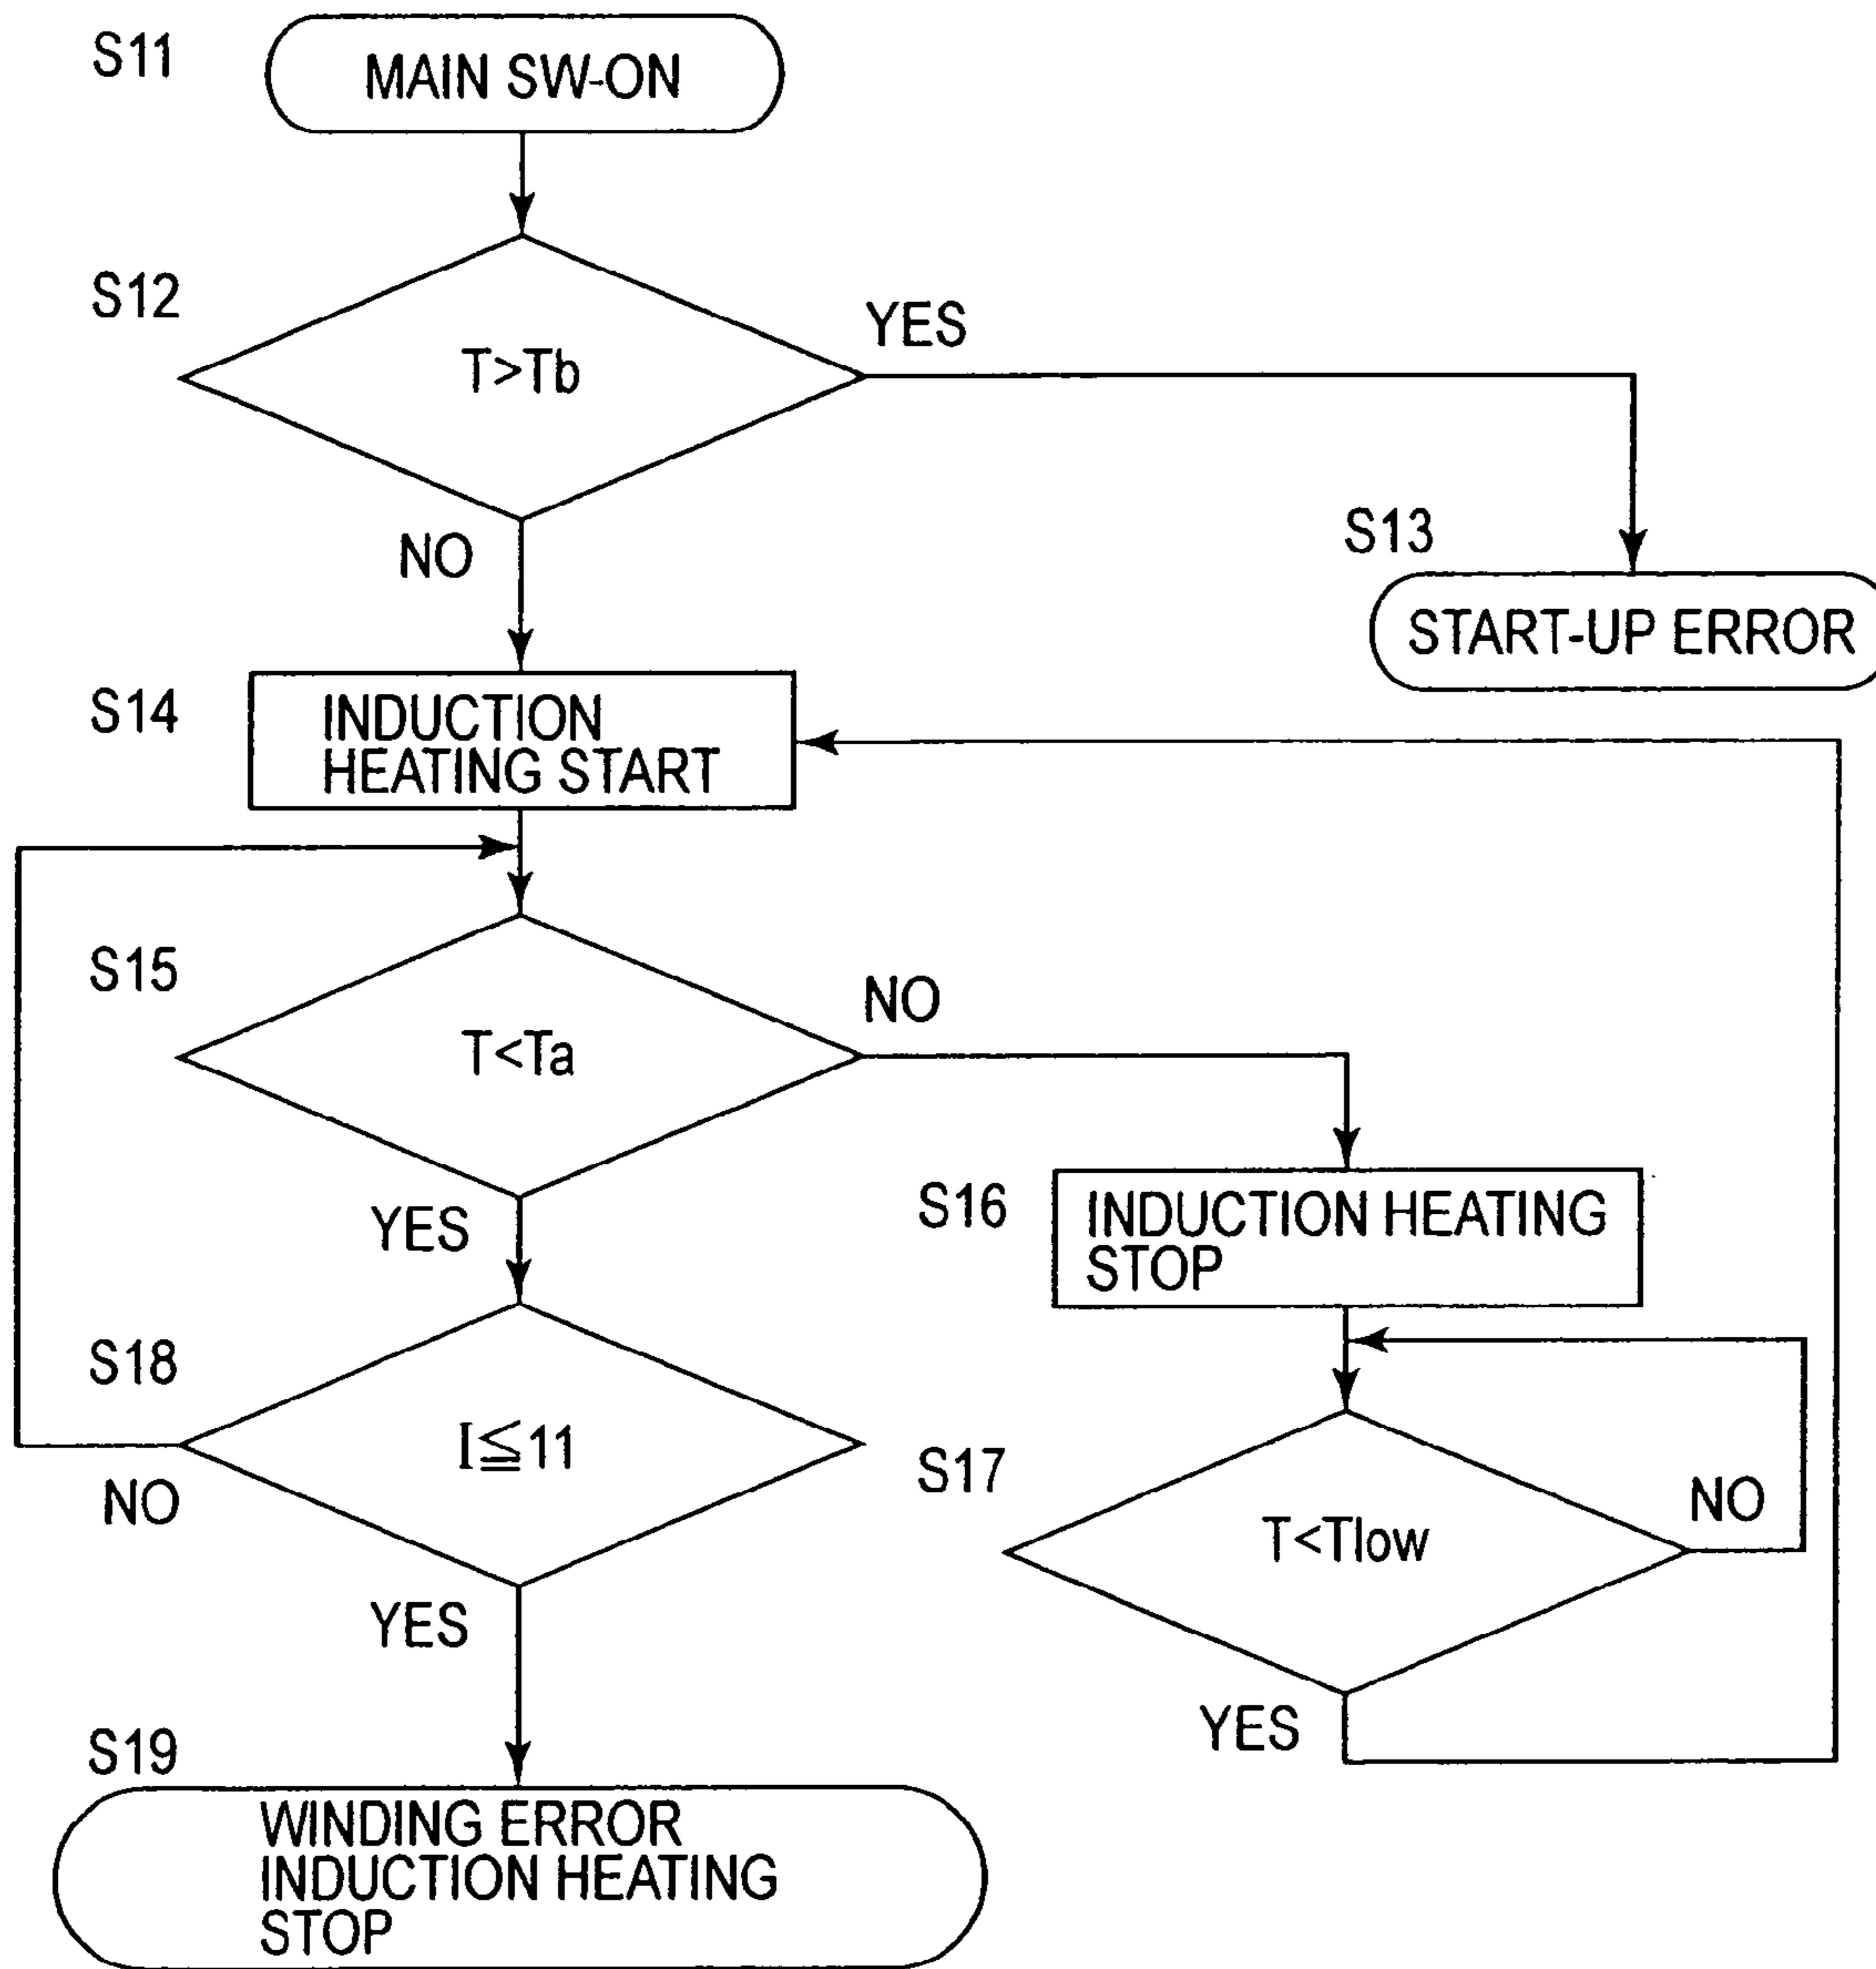 S11
MAIN SW-ON
S12
T>Tb
YES
NO
S13
START-UP ERROR
S14
INDUCTION
HEATING START
S15
T<Ta
NO
YES
S16
INDUCTION HEATING
STOP
S18
I≦11
NO
YES
S17
T<Tlow
NO
YES
S19
WINDING ERROR
INDUCTION HEATING
STOP